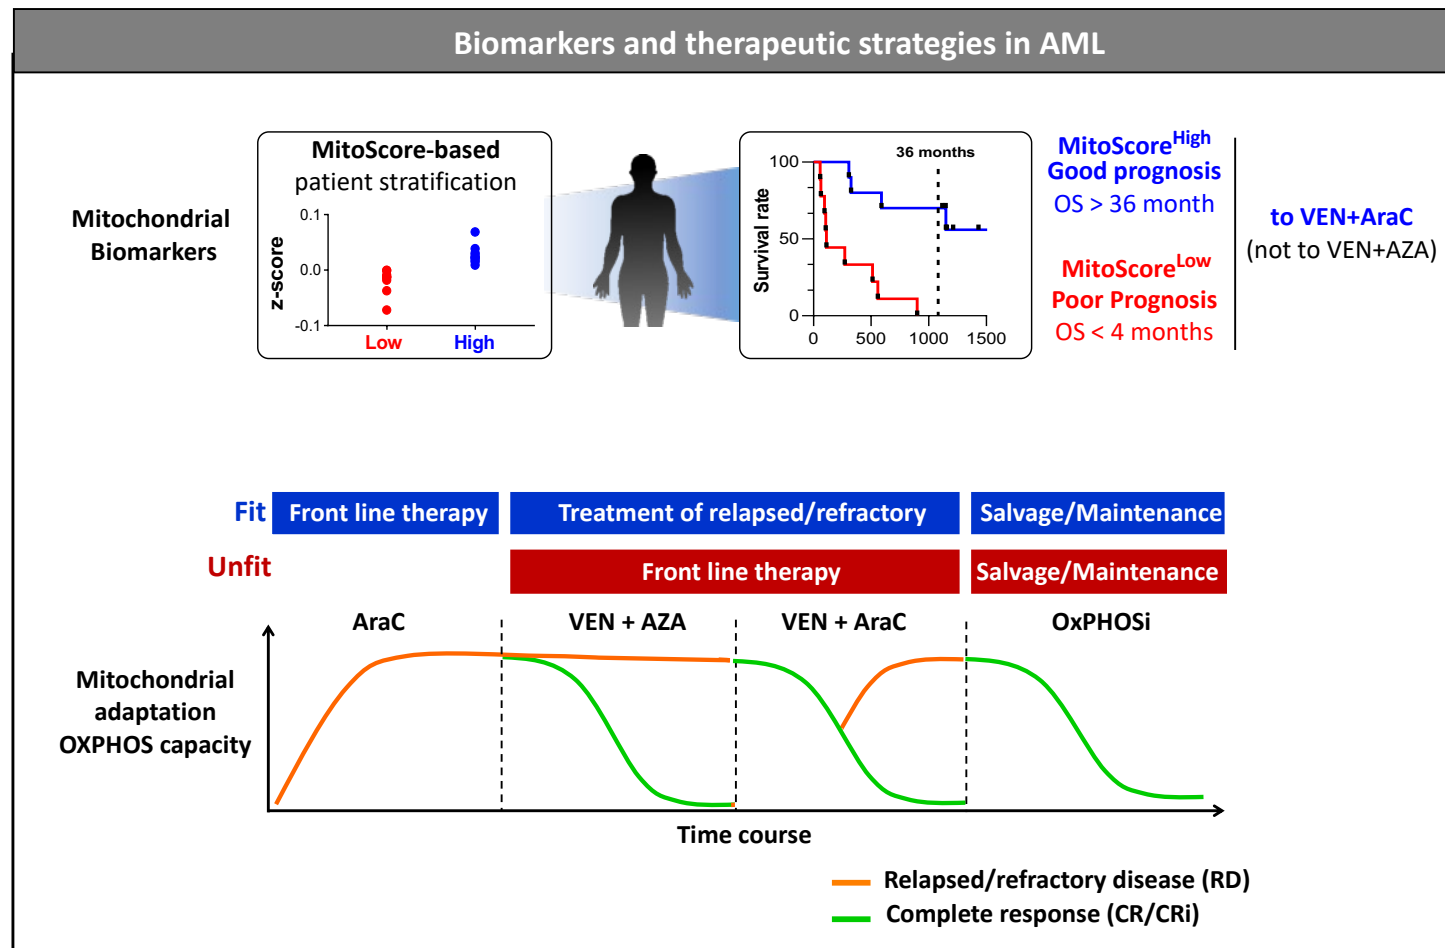 Biomarkers and therapeutic strategies in AML
Mitochondrial
Biomarkers
MitoScore-based
patient stratification
z-score
0.1
0.0
-0.1
Low
High
36 months
Survival rate
100
50
0
0
500
1000
1500
MitoScoreHigh
Good prognosis
OS > 36 month
MitoScoreLow
Poor Prognosis
OS < 4 months
to VEN+AraC
(not to VEN+AZA)
Fit
Front line therapy
Treatment of relapsed/refractory
Salvage/Maintenance
Unfit
Front line therapy
Salvage/Maintenance
AraC
VEN + AZA
VEN + AraC
OxPHOSi
Mitochondrial
adaptation
OXPHOS capacity
Time course
Relapsed/refractory disease (RD)
Complete response (CR/CRi)